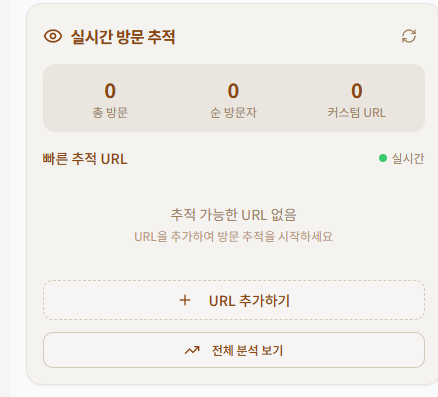 실시간 방문 추적
0 0 0
총 방문 순 방문자 커스텀 URL
빠른 추적 URL 실시간
추적 가능한 URL 없음
URL을 추가하여 방문 추적을 시작하세요
+ URL 추가하기
전체 분석 보기